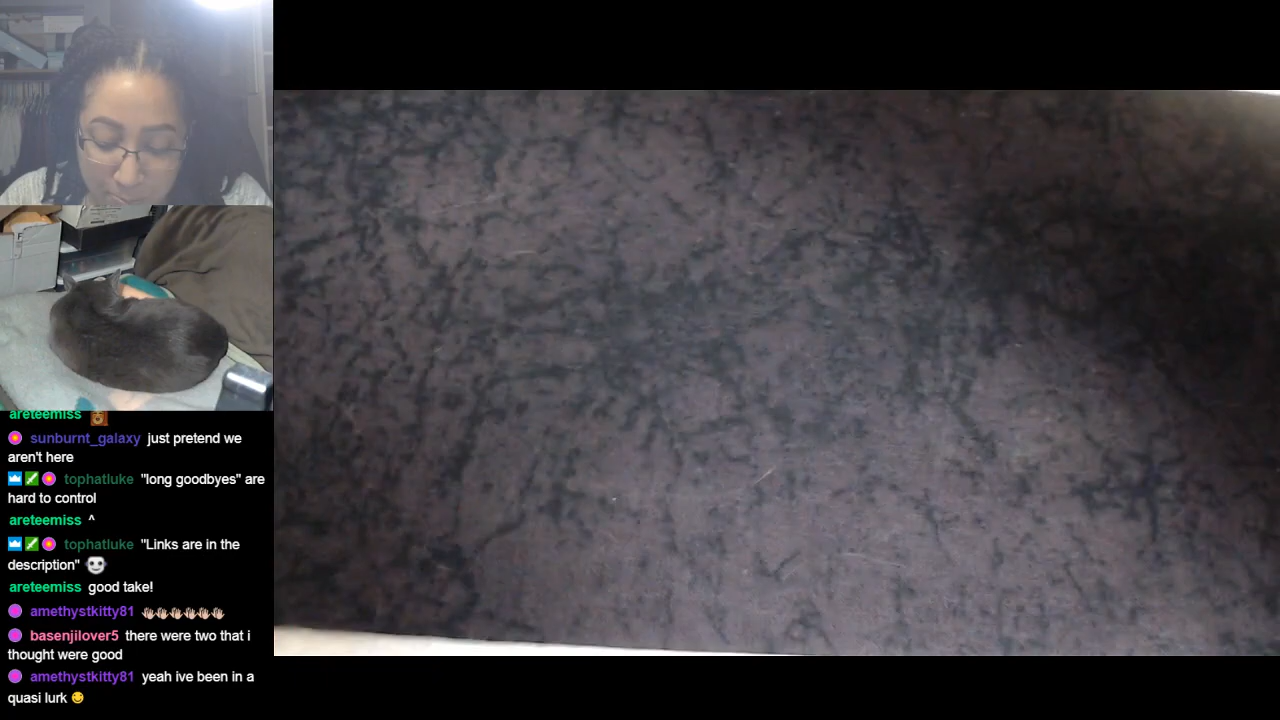 areteemiss
sunburnt_galaxy just pretend we
aren't here
tophatluke "long goodbyes" are
hard to control
areteemiss ^
tophatluke "Links are in the
description"
areteemiss good take!
amethystkitty81
basenjilover5 there were two that i
thought were good
amethystkitty81 yeah ive been in a
quasi lurk